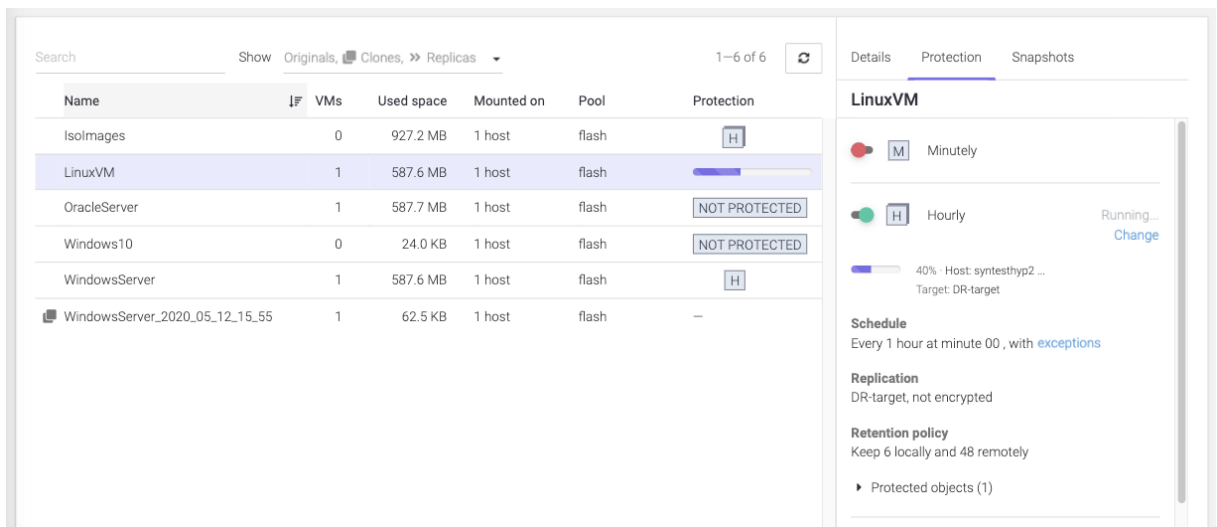 Search Show Originals, Clones, Replicas 1–6 of 6
Name VMs Used space Mounted on Pool Protection
IsoImages 0 927.2 MB 1 host flash H
LinuxVM 1 587.6 MB 1 host flash
OracleServer 1 587.7 MB 1 host flash NOT PROTECTED
Windows10 0 24.0 KB 1 host flash NOT PROTECTED
WindowsServer 1 587.6 MB 1 host flash H
WindowsServer_2020_05_12_15_55 1 62.5 KB 1 host flash –
Details Protection Snapshots
LinuxVM
M Minutely
H Hourly Running...
Change
40% · Host: syntesthyp2 ...
Target: DR-target
Schedule
Every 1 hour at minute 00 , with exceptions
Replication
DR-target, not encrypted
Retention policy
Keep 6 locally and 48 remotely
Protected objects (1)